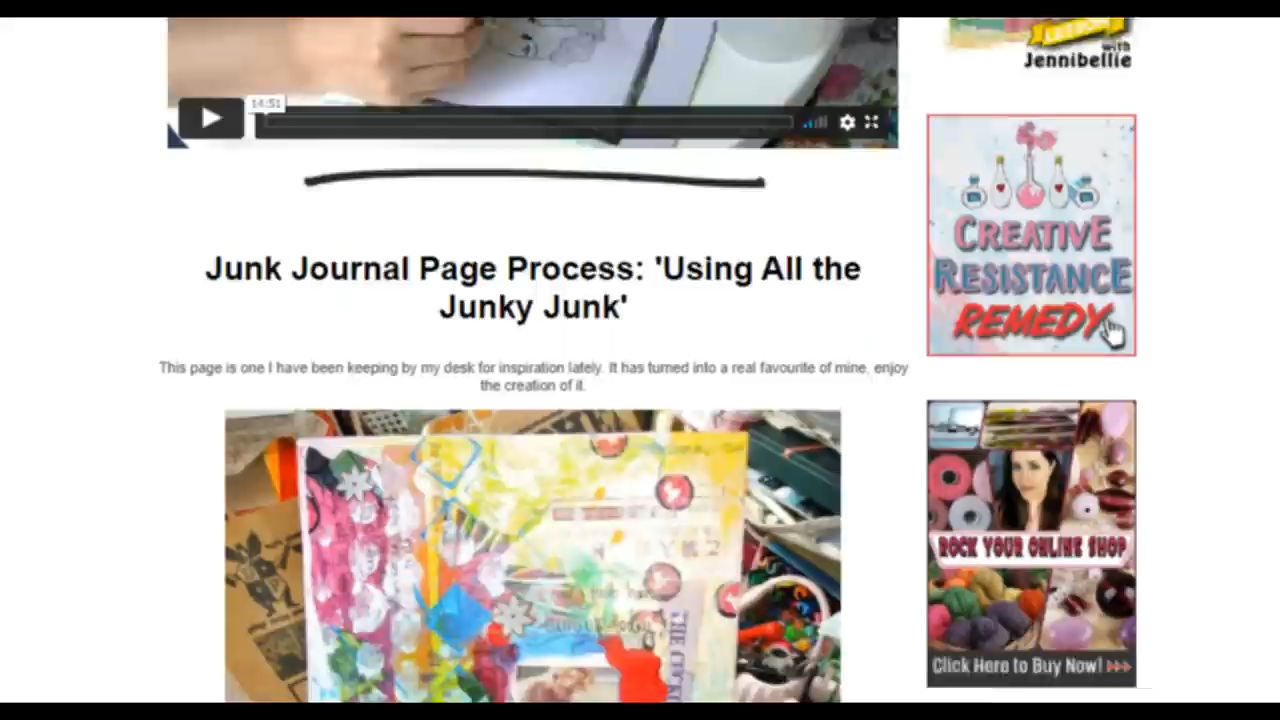 with
Jennibellie
14:51
CREATIVE
RESISTANCE
REMEDY
Junk Journal Page Process: 'Using All the
Junky Junk'
This page is one I have been keeping by my desk for inspiration lately. It has turned into a real favourite of mine, enjoy
the creation of it.
ROCK YOUR ONLINE SHOP
Click Here to Buy Now! >>>